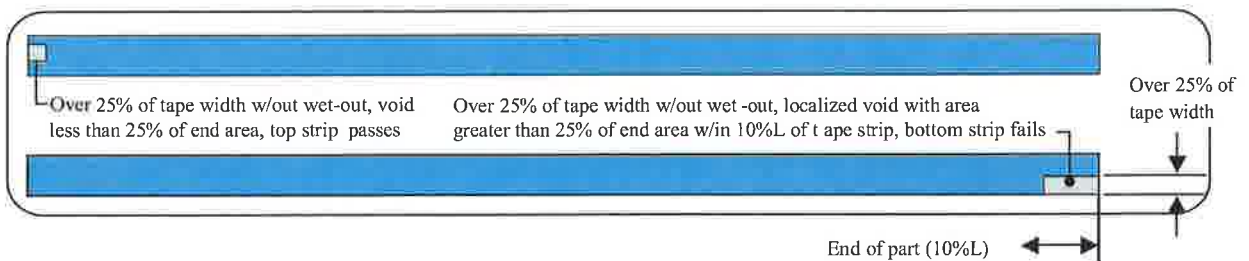 Over 25% of tape width w/out wet-out, void
less than 25% of end area, top strip passes
Over 25% of tape width w/out wet -out, localized void with area
greater than 25% of end area w/in 10%L of t ape strip, bottom strip fails
Over 25% of
tape width
End of part (10%L)